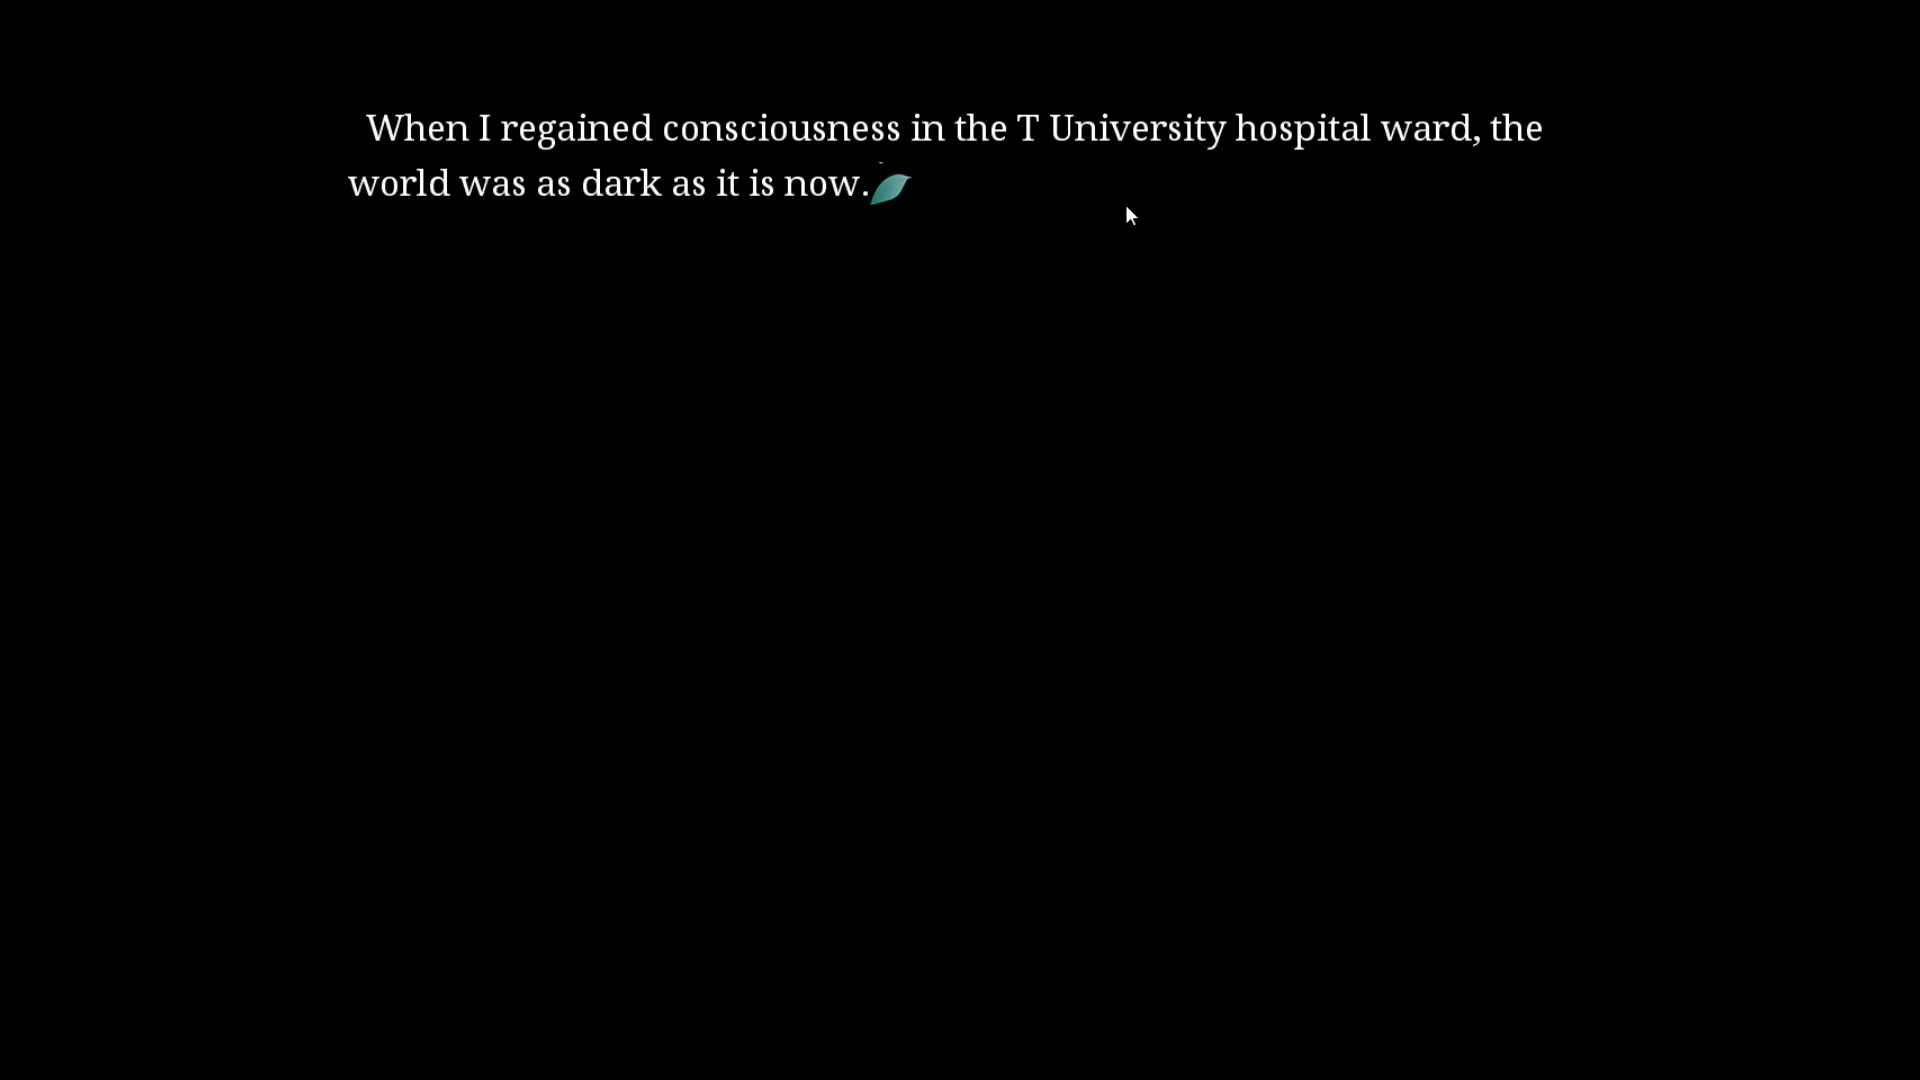 When I regained consciousness in the T University hospital ward, the
world was as dark as it is now.